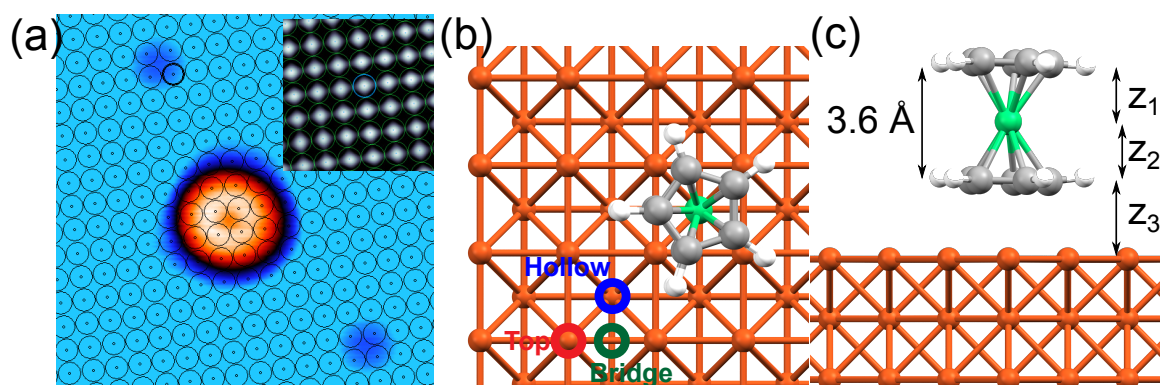 (a)
(b)
Hollow
Top
Bridge
(c)
3.6 Å
z₁
z₂
z₃